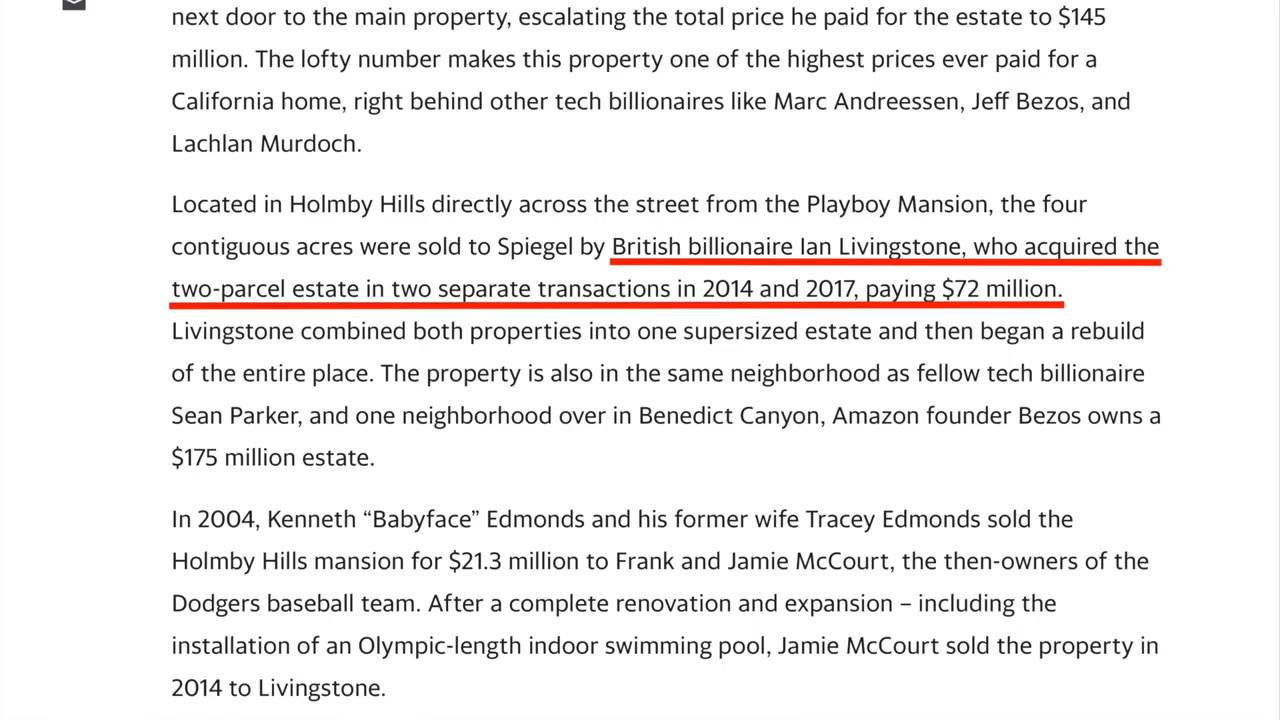 next door to the main property, escalating the total price he paid for the estate to $145
million. The lofty number makes this property one of the highest prices ever paid for a
California home, right behind other tech billionaires like Marc Andreessen, Jeff Bezos, and
Lachlan Murdoch.
Located in Holmby Hills directly across the street from the Playboy Mansion, the four
contiguous acres were sold to Spiegel by British billionaire Ian Livingstone, who acquired the
two-parcel estate in two separate transactions in 2014 and 2017, paying $72 million.
Livingstone combined both properties into one supersized estate and then began a rebuild
of the entire place. The property is also in the same neighborhood as fellow tech billionaire
Sean Parker, and one neighborhood over in Benedict Canyon, Amazon founder Bezos owns a
$175 million estate.
In 2004, Kenneth “Babyface” Edmonds and his former wife Tracey Edmonds sold the
Holmby Hills mansion for $21.3 million to Frank and Jamie McCourt, the then-owners of the
Dodgers baseball team. After a complete renovation and expansion – including the
installation of an Olympic-length indoor swimming pool, Jamie McCourt sold the property in
2014 to Livingstone.